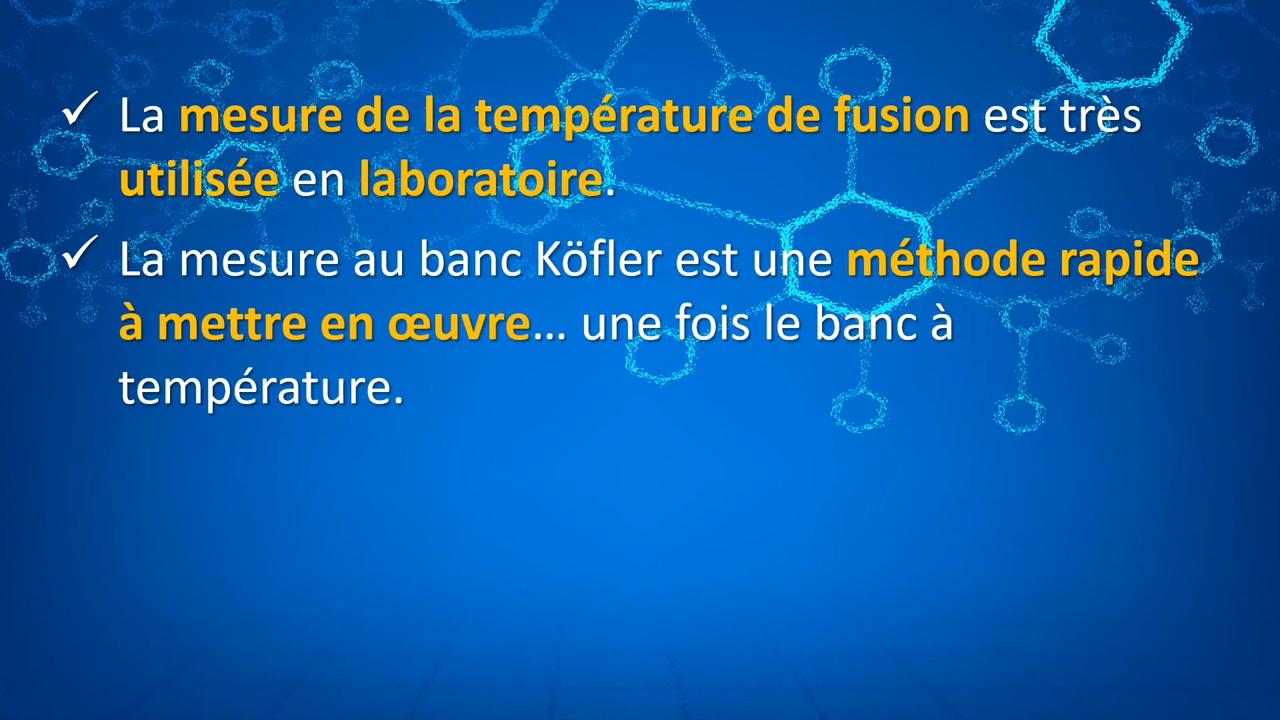 ✓ La mesure de la température de fusion est très
utilisée en laboratoire.
✓ La mesure au banc Köfler est une méthode rapide
à mettre en œuvre… une fois le banc à
température.